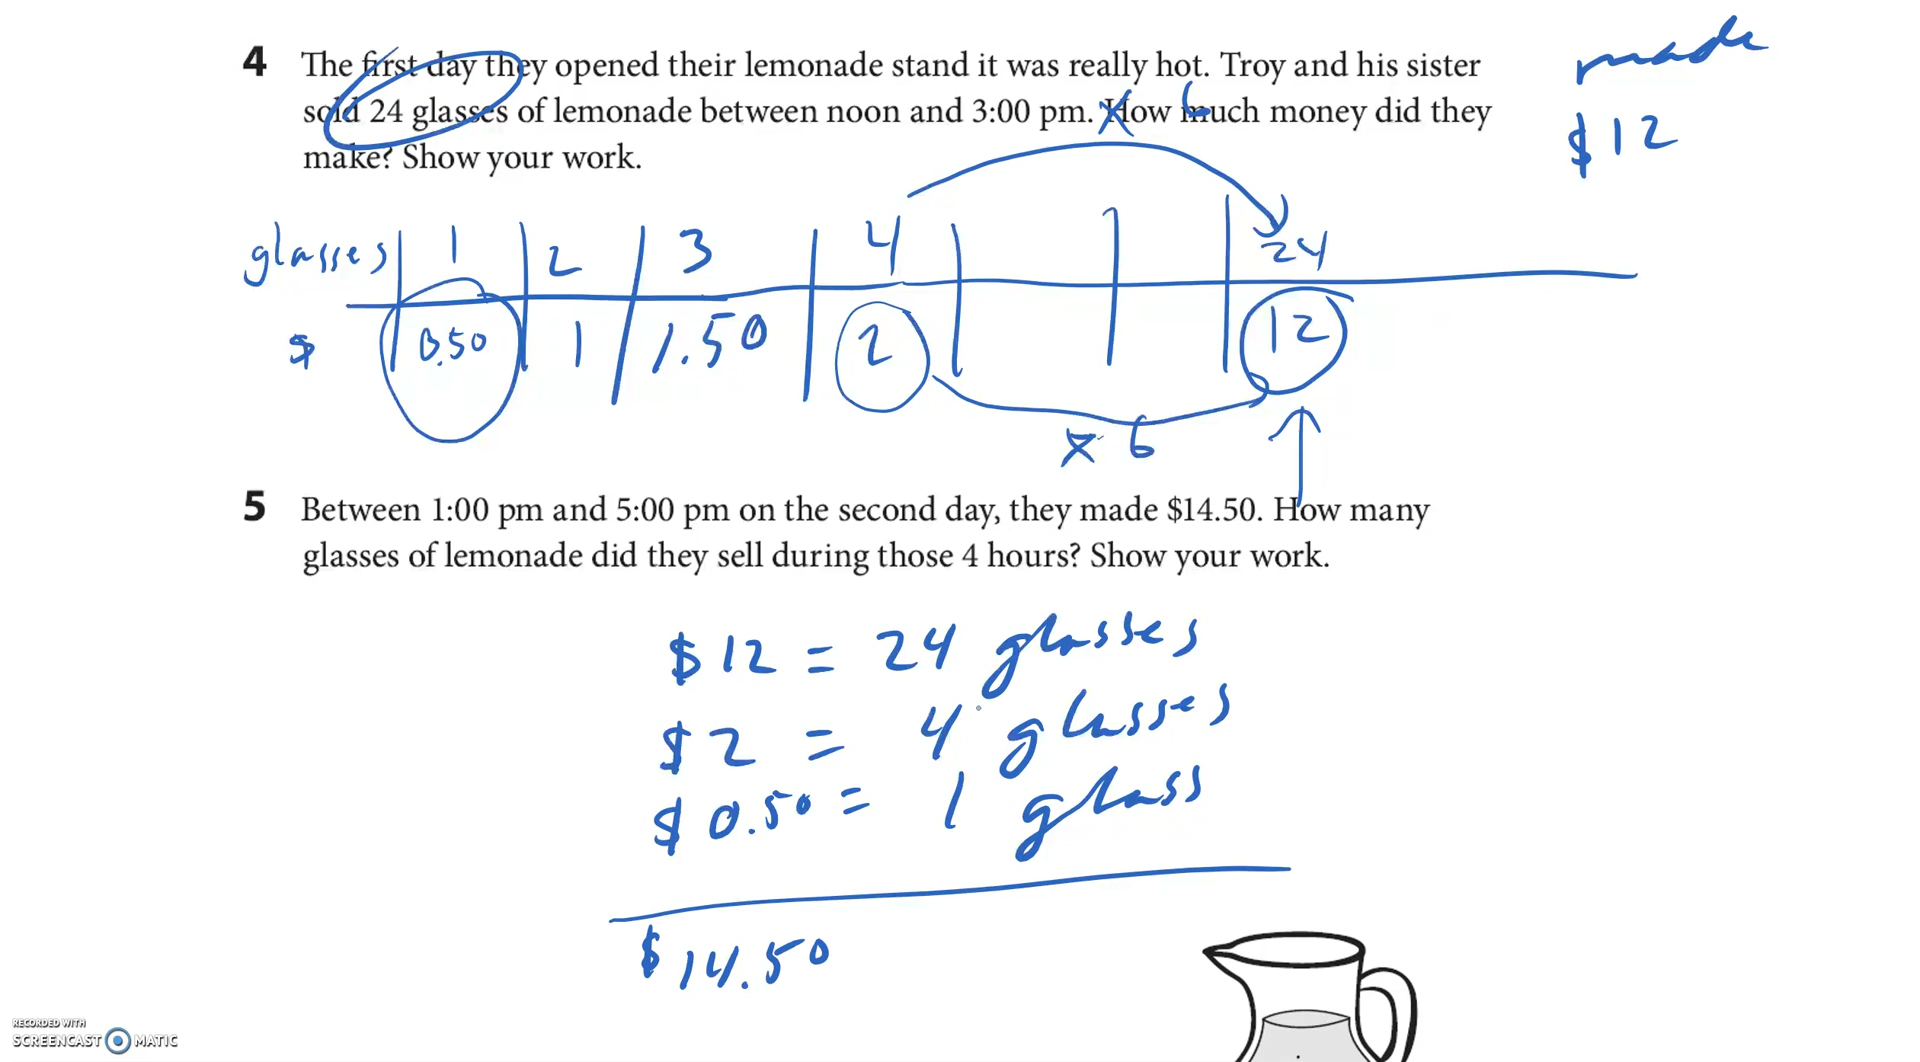 4 The first day they opened their lemonade stand it was really hot. Troy and his sister
sold 24 glasses of lemonade between noon and 3:00 pm. How much money did they
make? Show your work.
made
$12
x 6
glasses 1 2 3 4 24
$ 0.50 1 1.50 2 12
x 6
5 Between 1:00 pm and 5:00 pm on the second day, they made $14.50. How many
glasses of lemonade did they sell during those 4 hours? Show your work.
$12 = 24 glasses
$2 = 4 glasses
$0.50 = 1 glass
$14.50
RECORDED WITH
SCREENCAST MATIC